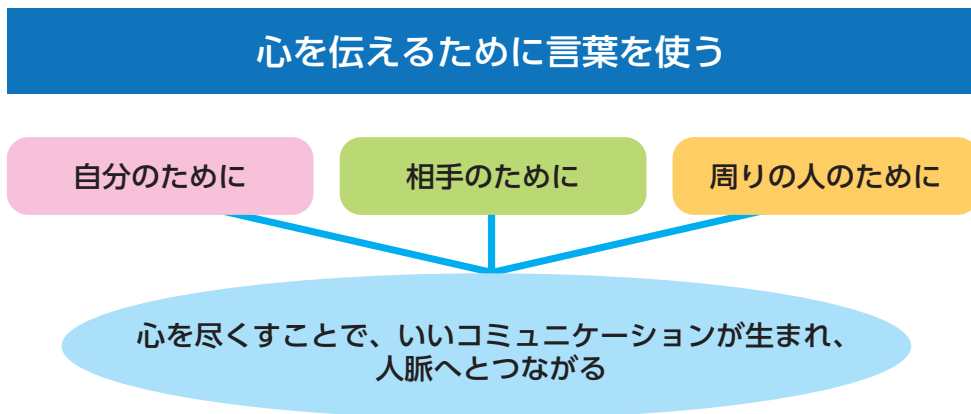 心を伝えるために言葉を使う
自分のために
相手のために
周りの人のために
心を尽くすことで、いいコミュニケーションが生まれ、
人脈へとつながる